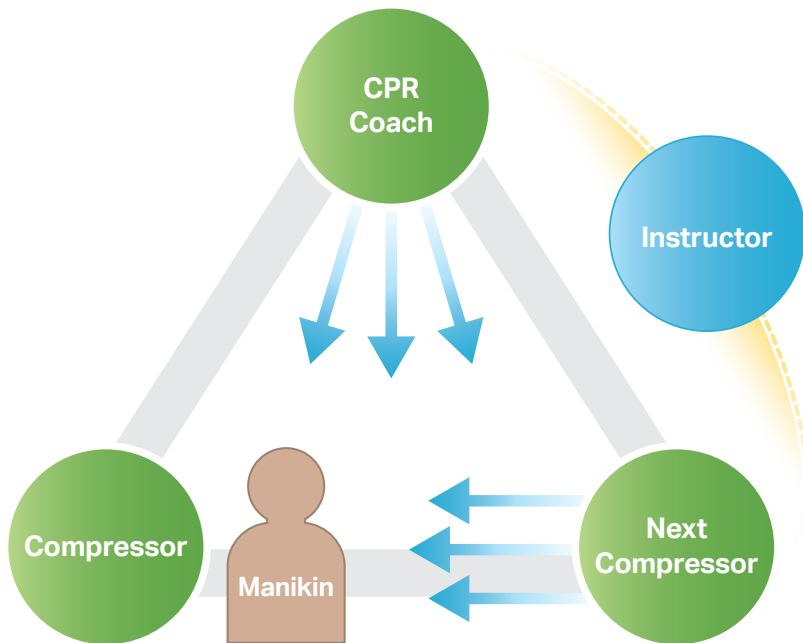 CPR
Coach
Instructor
Compressor
Manikin
Next
Compressor